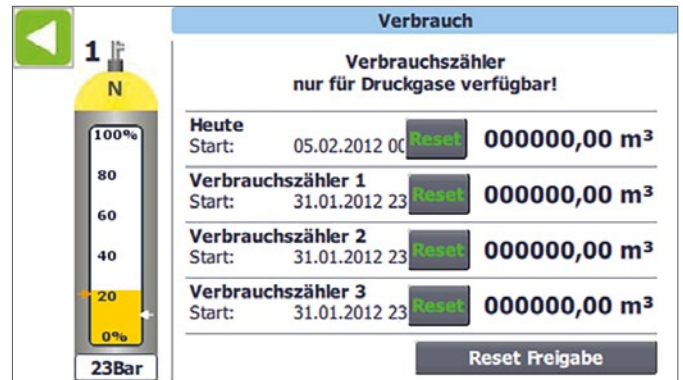 Verbrauch
1
N
100%
80
60
40
20
0%
23Bar
Verbrauchszähler
nur für Druckgase verfügbar!
Heute
Start: 05.02.2012 00 Reset 000000,00 m³
Verbrauchszähler 1
Start: 31.01.2012 23 Reset 000000,00 m³
Verbrauchszähler 2
Start: 31.01.2012 23 Reset 000000,00 m³
Verbrauchszähler 3
Start: 31.01.2012 23 Reset 000000,00 m³
Reset Freigabe